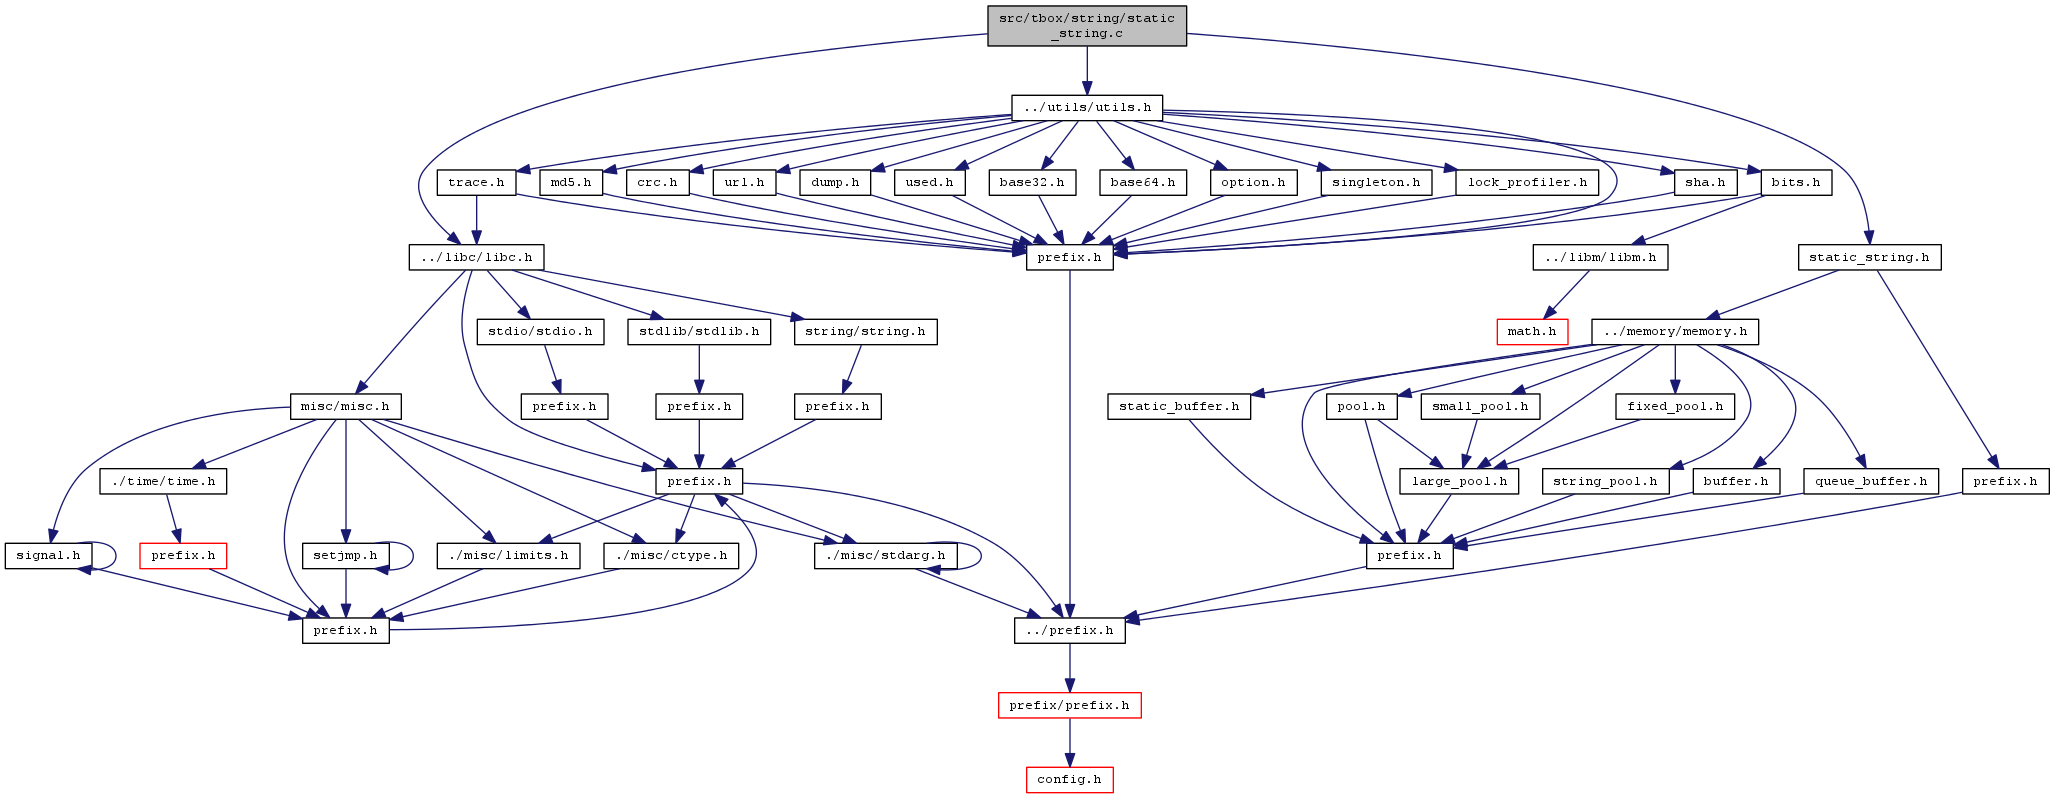 src/tbox/string/static
_string.c
../utils/utils.h
trace.h
md5.h
crc.h
url.h
dump.h
used.h
base32.h
base64.h
option.h
singleton.h
lock_profiler.h
sha.h
bits.h
../libc/libc.h
prefix.h
../libm/libm.h
static_string.h
stdio/stdio.h
stdlib/stdlib.h
string/string.h
math.h
../memory/memory.h
misc/misc.h
prefix.h
prefix.h
prefix.h
static_buffer.h
pool.h
small_pool.h
fixed_pool.h
./time/time.h
prefix.h
large_pool.h
string_pool.h
buffer.h
queue_buffer.h
prefix.h
signal.h
prefix.h
setjmp.h
./misc/limits.h
./misc/ctype.h
./misc/stdarg.h
prefix.h
prefix.h
../prefix.h
prefix/prefix.h
config.h